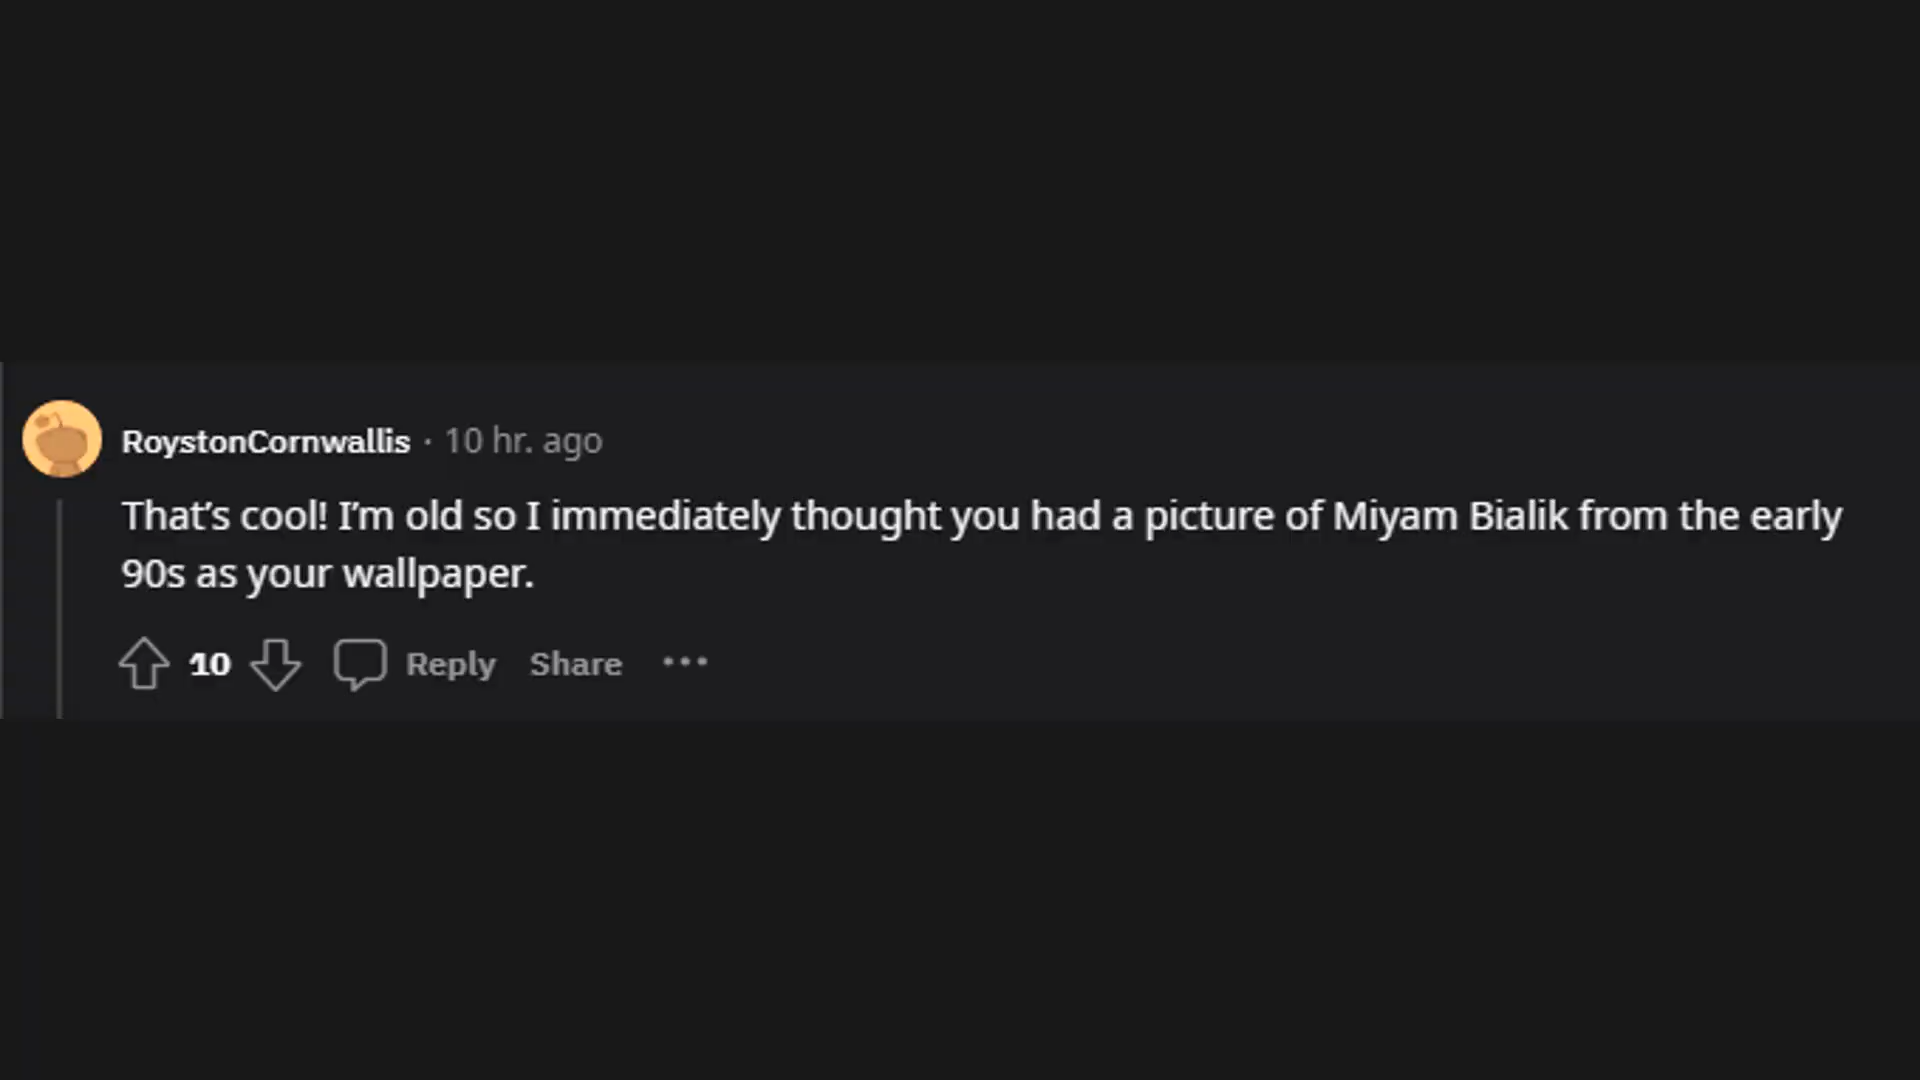 RoystonCornwallis · 10 hr. ago
That's cool! I'm old so I immediately thought you had a picture of Miyam Bialik from the early
90s as your wallpaper.
10 Reply Share ···